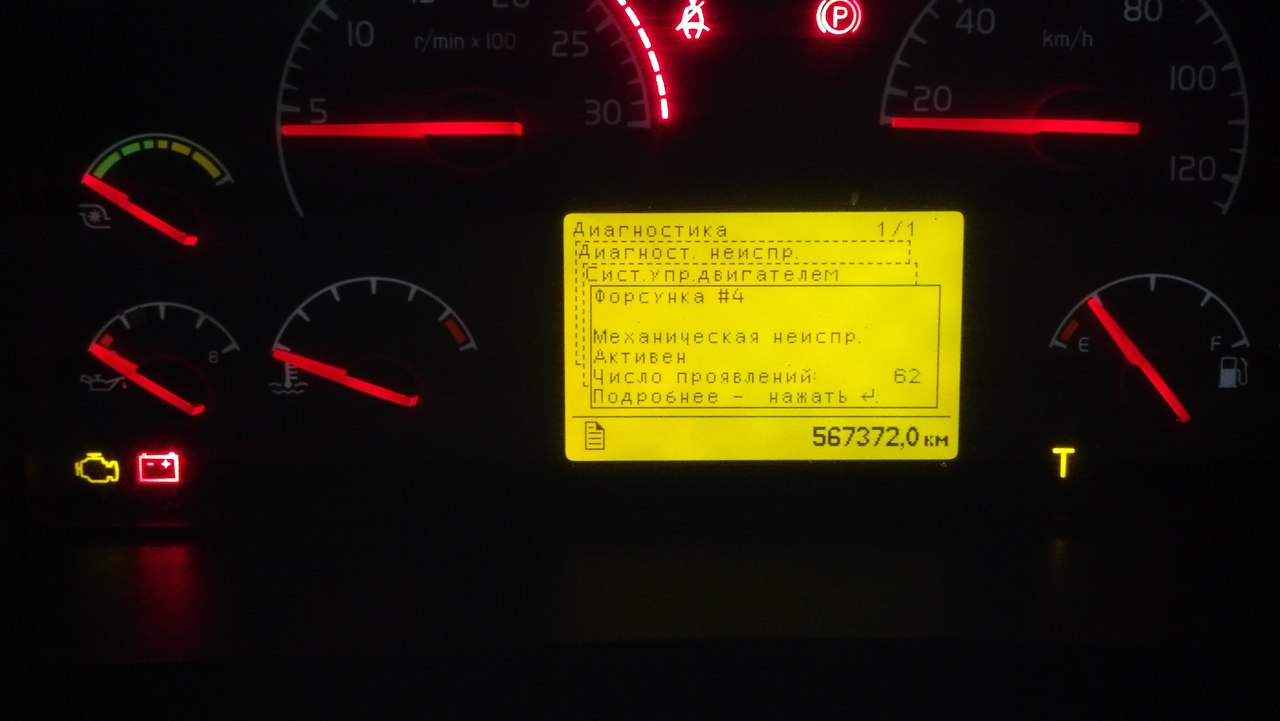 20
80
10
r/min x 100
25
40
km/h
5
30
20
100
120
Диагностика 1/1
Диагност. неиспр.
Сист.упр.двигателем
Форсунка #4
Механическая неиспр.
Активен
Число проявлений: 62
Подробнее - нажать ↵.
567372,0 км
E
F
P
T